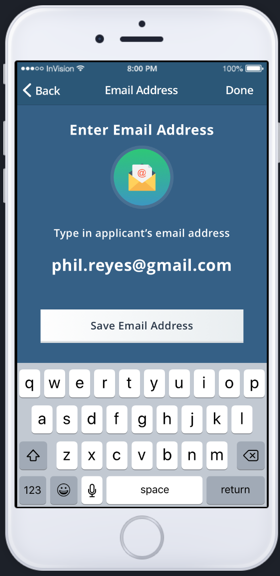 InVision 8:00 PM 100%
Back Email Address Done
Enter Email Address
@
Type in applicant's email address
phil.reyes@gmail.com
Save Email Address
q w e r t y u i o p
a s d f g h j k l
z x c v b n m
123 space return